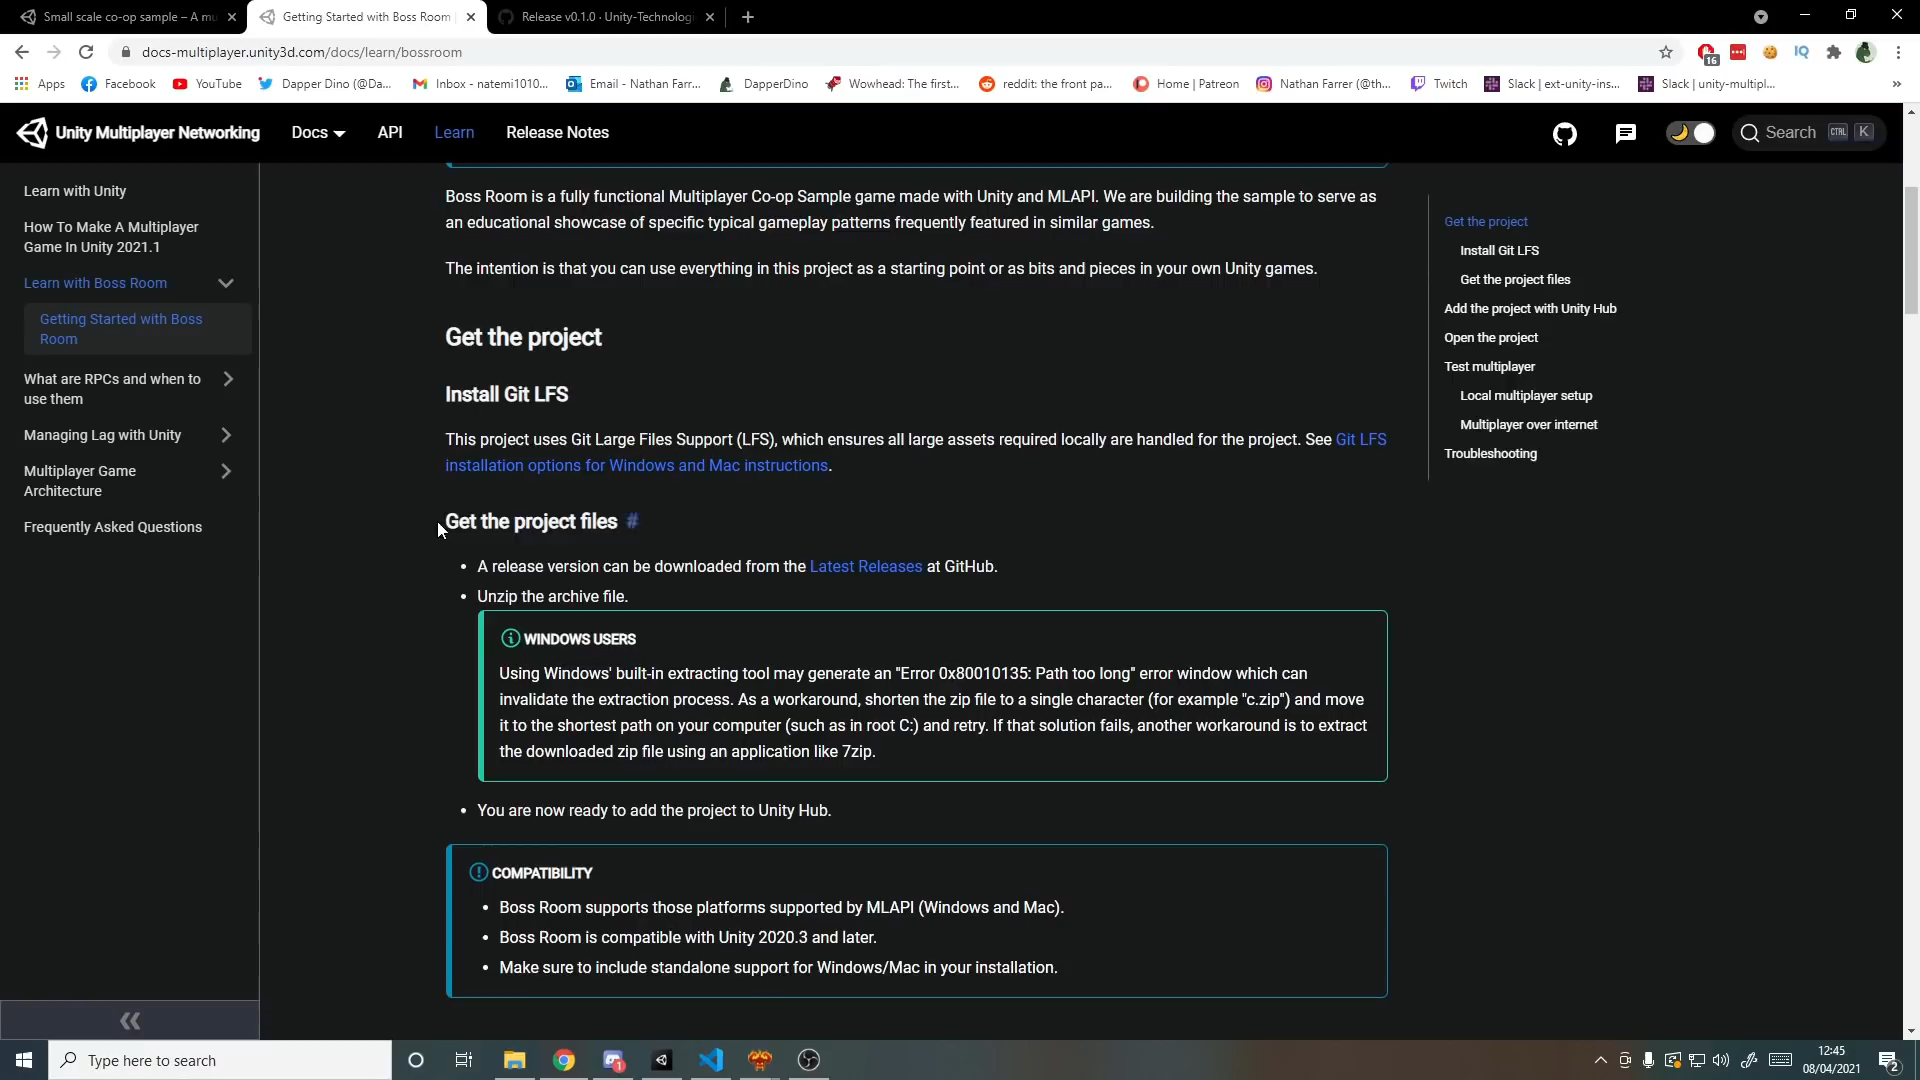 Small scale co-op sample – A mu
Getting Started with Boss Room
Release v0.1.0 · Unity-Technolog
docs-multiplayer.unity3d.com/docs/learn/bossroom
16
Apps
Facebook
YouTube
Dapper Dino (@Da...
Inbox - natemi1010...
Email - Nathan Farr...
DapperDino
Wowhead: The first...
reddit: the front pa...
Home | Patreon
Nathan Farrer (@th...
Twitch
Slack | ext-unity-ins...
Slack | unity-multipl...
»
Unity Multiplayer Networking
Docs
API
Learn
Release Notes
Search
CTRL
K
Learn with Unity
How To Make A Multiplayer
Game In Unity 2021.1
Learn with Boss Room
Getting Started with Boss
Room
What are RPCs and when to
use them
Managing Lag with Unity
Multiplayer Game
Architecture
Frequently Asked Questions
Boss Room is a fully functional Multiplayer Co-op Sample game made with Unity and MLAPI. We are building the sample to serve as
an educational showcase of specific typical gameplay patterns frequently featured in similar games.
The intention is that you can use everything in this project as a starting point or as bits and pieces in your own Unity games.
Get the project
Install Git LFS
This project uses Git Large Files Support (LFS), which ensures all large assets required locally are handled for the project. See Git LFS
installation options for Windows and Mac instructions.
Get the project files #
• A release version can be downloaded from the Latest Releases at GitHub.
• Unzip the archive file.
WINDOWS USERS
Using Windows' built-in extracting tool may generate an "Error 0x80010135: Path too long" error window which can
invalidate the extraction process. As a workaround, shorten the zip file to a single character (for example "c.zip") and move
it to the shortest path on your computer (such as in root C:) and retry. If that solution fails, another workaround is to extract
the downloaded zip file using an application like 7zip.
• You are now ready to add the project to Unity Hub.
COMPATIBILITY
• Boss Room supports those platforms supported by MLAPI (Windows and Mac).
• Boss Room is compatible with Unity 2020.3 and later.
• Make sure to include standalone support for Windows/Mac in your installation.
Get the project
Install Git LFS
Get the project files
Add the project with Unity Hub
Open the project
Test multiplayer
Local multiplayer setup
Multiplayer over internet
Troubleshooting
Type here to search
1
12:45
08/04/2021
2